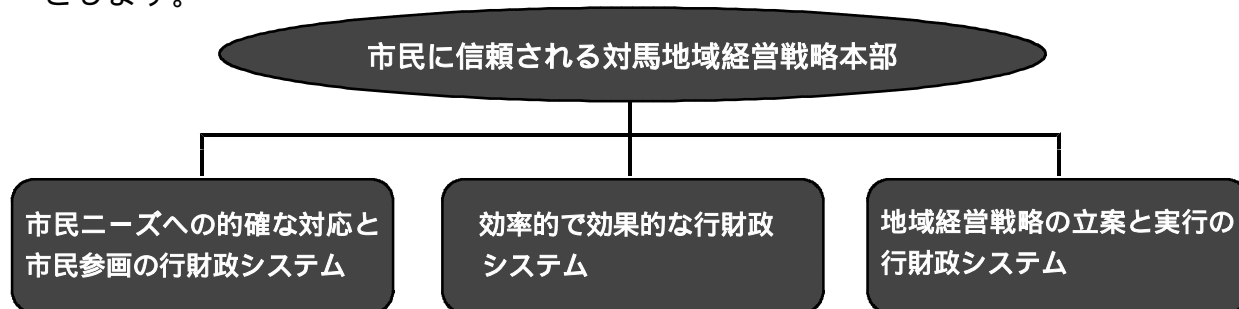 とします。
市民に信頼される対馬地域経営戦略本部
市民ニーズへの的確な対応と
市民参画の行財政システム
効率的で効果的な行財政
システム
地域経営戦略の立案と実行の
行財政システム